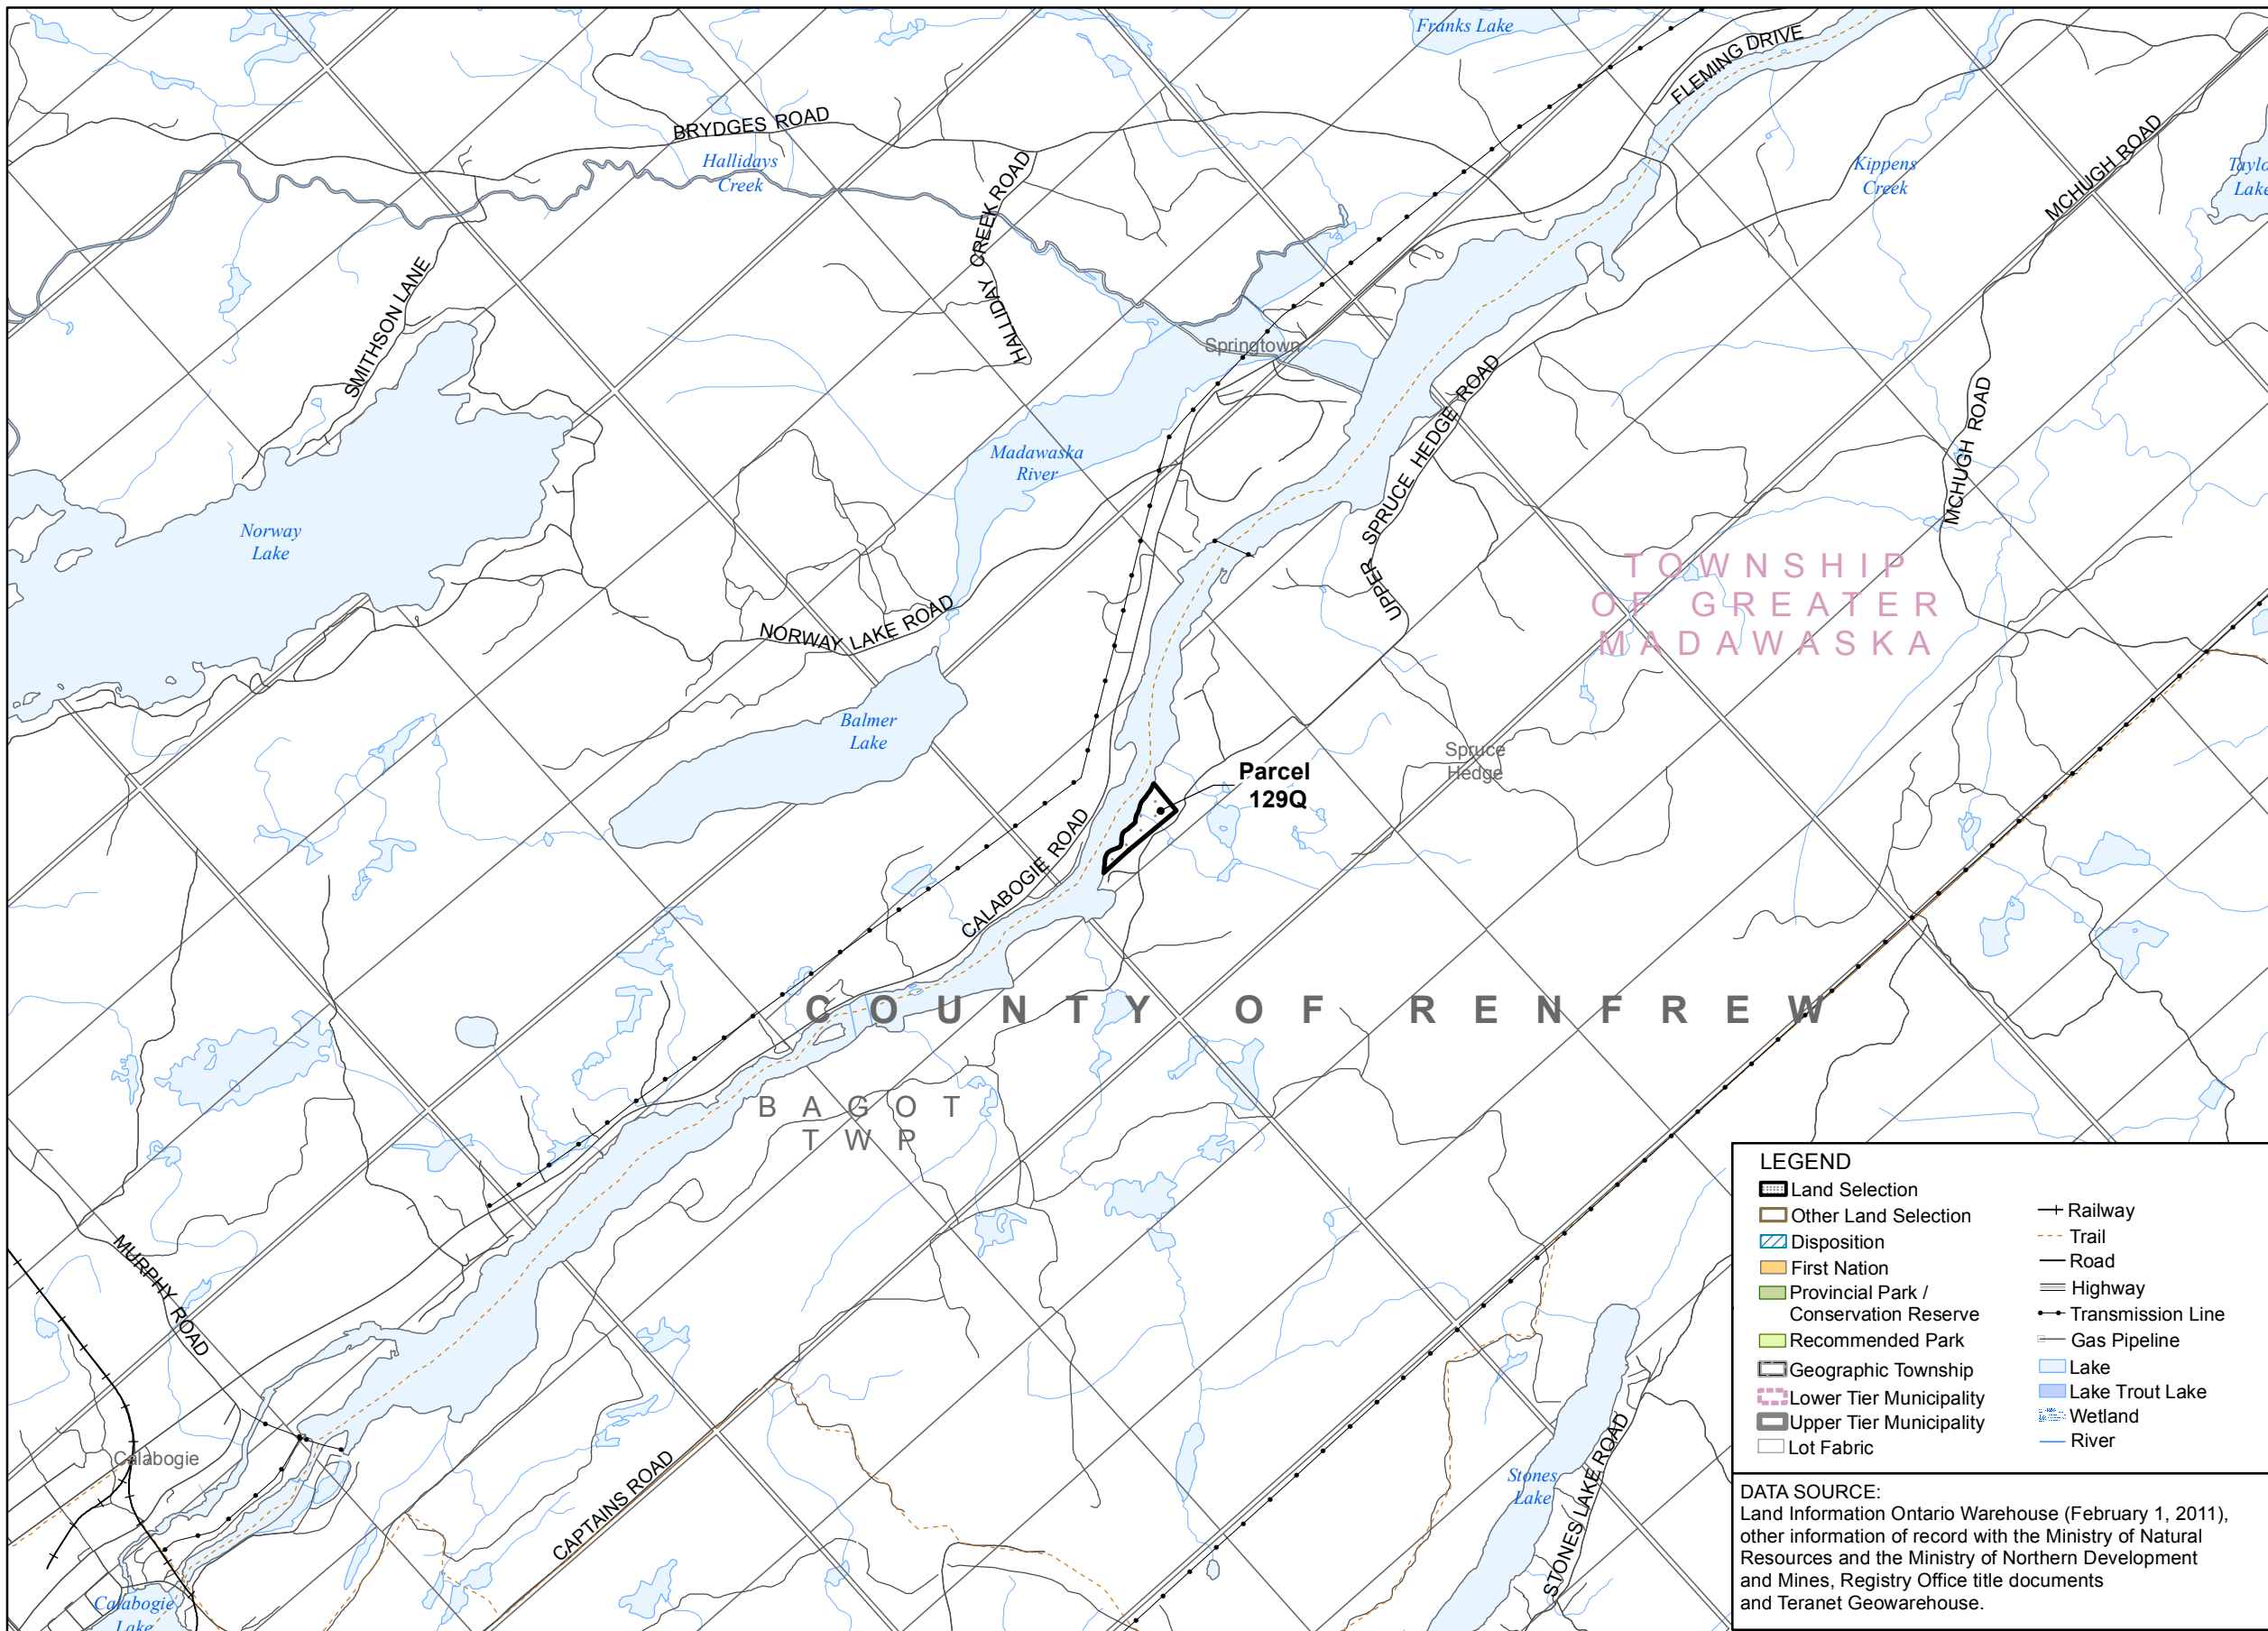 Franks Lake
FLEMING DRIVE
BRYDGES ROAD
Hallidays
Creek
HALLIDAY CREEK ROAD
Kippens
Creek
MCHUGH ROAD
Taylo
Lake
SMITHSON LANE
Springtown
Madawaska
River
UPPER SPRUCE HEDGE ROAD
MCHUGH ROAD
Norway
Lake
TOWNSHIP
OF GREATER
MADAWASKA
NORWAY LAKE ROAD
Balmer
Lake
Spruce
Hedge
Parcel
129Q
CALABOGIE ROAD
COUNTY OF RENFREW
BAGOT
TWP
MURPHY ROAD
Calabogie
CAPTAINS ROAD
Stones
Lake
STONES LAKE ROAD
Calabogie
Lake
LEGEND
Land Selection
Other Land Selection
Disposition
First Nation
Provincial Park /
Conservation Reserve
Recommended Park
Geographic Township
Lower Tier Municipality
Upper Tier Municipality
Lot Fabric
Railway
Trail
Road
Highway
Transmission Line
Gas Pipeline
Lake
Lake Trout Lake
Wetland
River
DATA SOURCE:
Land Information Ontario Warehouse (February 1, 2011),
other information of record with the Ministry of Natural
Resources and the Ministry of Northern Development
and Mines, Registry Office title documents
and Teranet Geowarehouse.